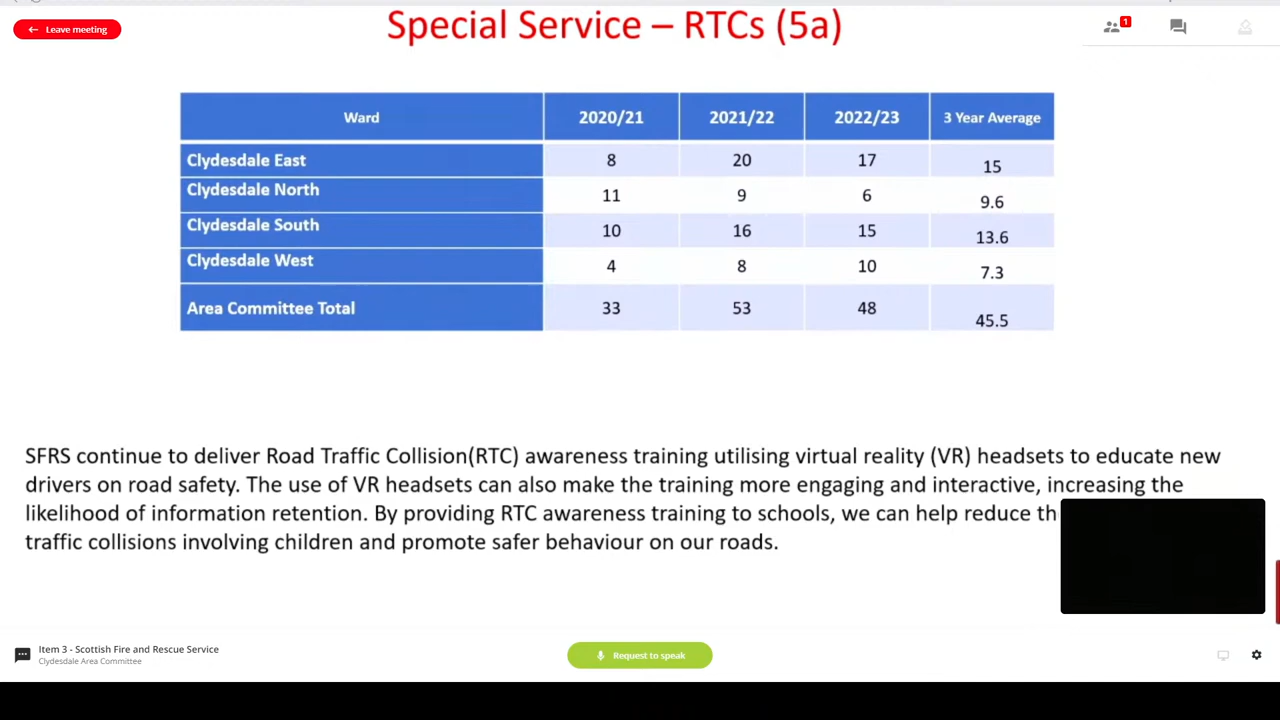 Special Service – RTCs (5a)
Leave meeting
1
Ward 2020/21 2021/22 2022/23 3 Year Average
Clydesdale East 8 20 17 15
Clydesdale North 11 9 6 9.6
Clydesdale South 10 16 15 13.6
Clydesdale West 4 8 10 7.3
Area Committee Total 33 53 48 45.5
SFRS continue to deliver Road Traffic Collision(RTC) awareness training utilising virtual reality (VR) headsets to educate new
drivers on road safety. The use of VR headsets can also make the training more engaging and interactive, increasing the
likelihood of information retention. By providing RTC awareness training to schools, we can help reduce th
traffic collisions involving children and promote safer behaviour on our roads.
Item 3 - Scottish Fire and Rescue Service
Clydesdale Area Committee
Request to speak